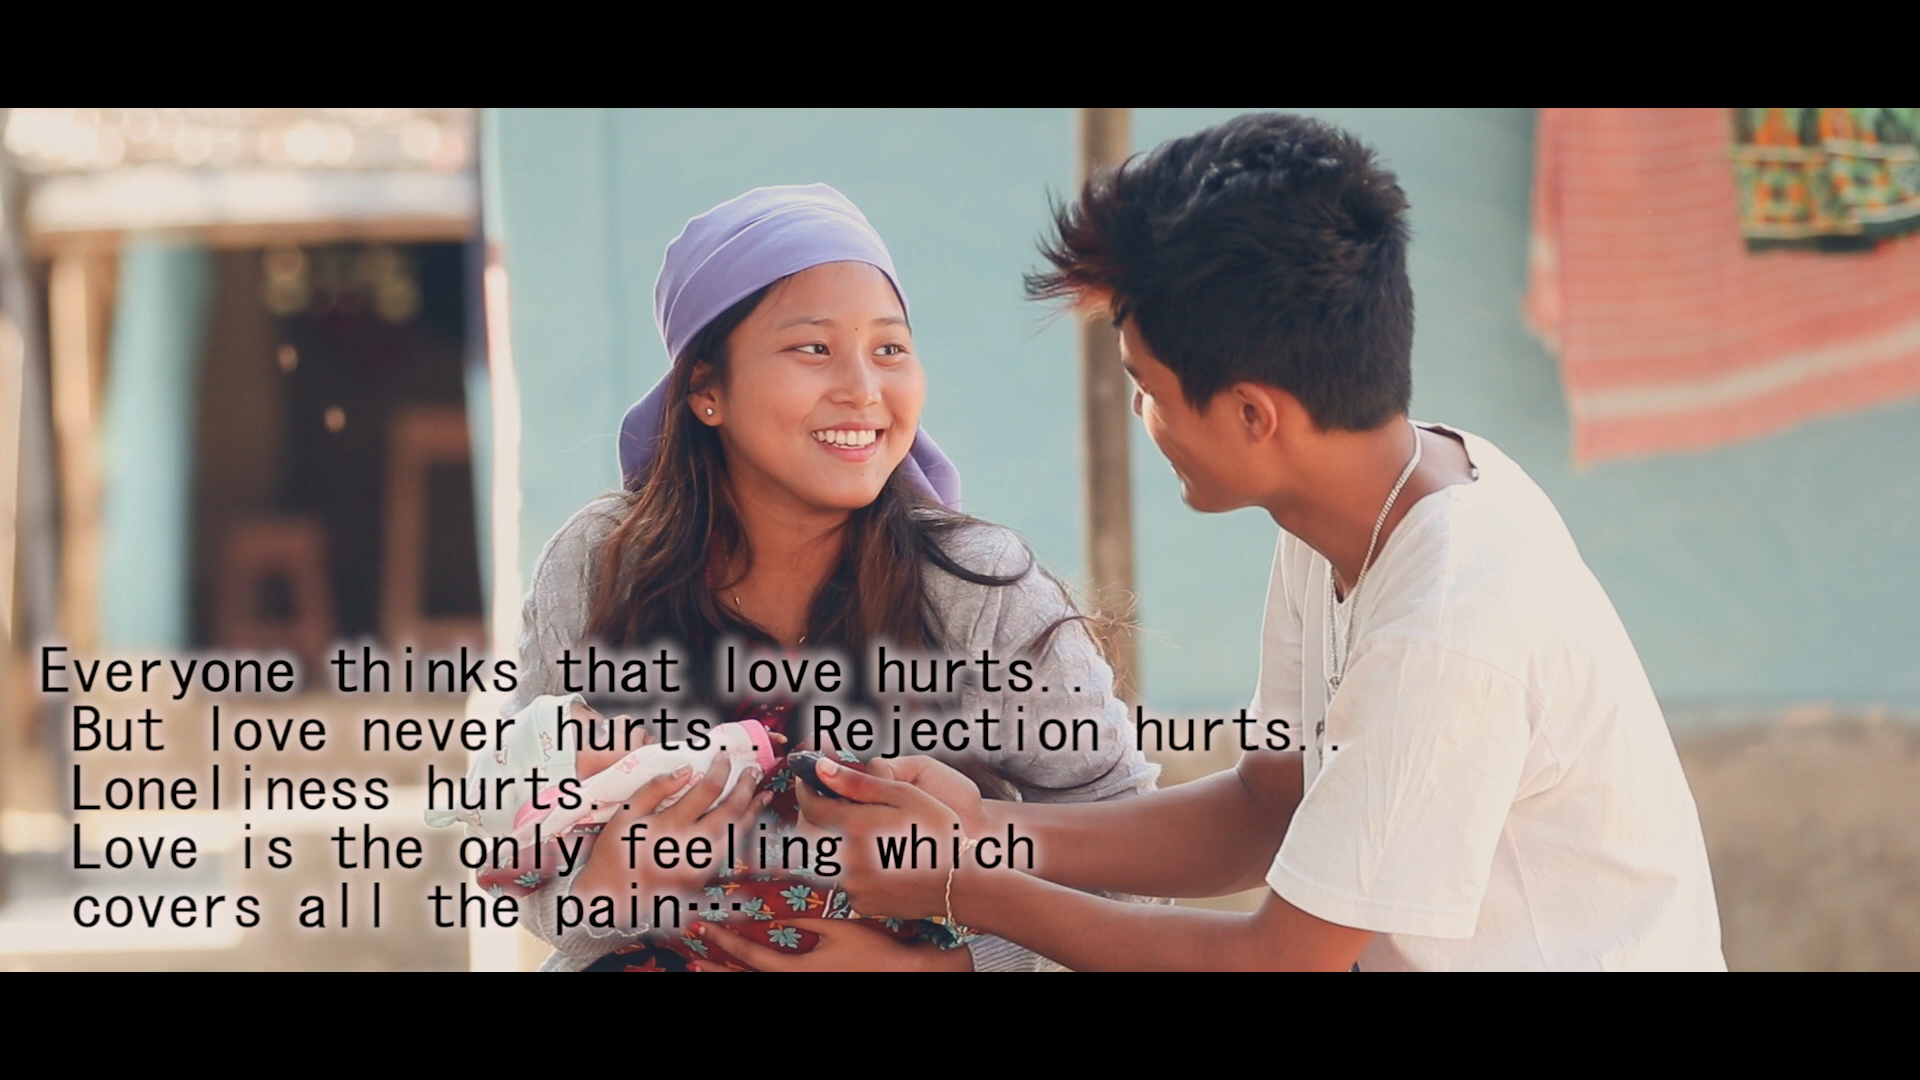 Everyone thinks that love hurts..
But love never hurts.. Rejection hurts..
Loneliness hurts..
Love is the only feeling which
covers all the pain…